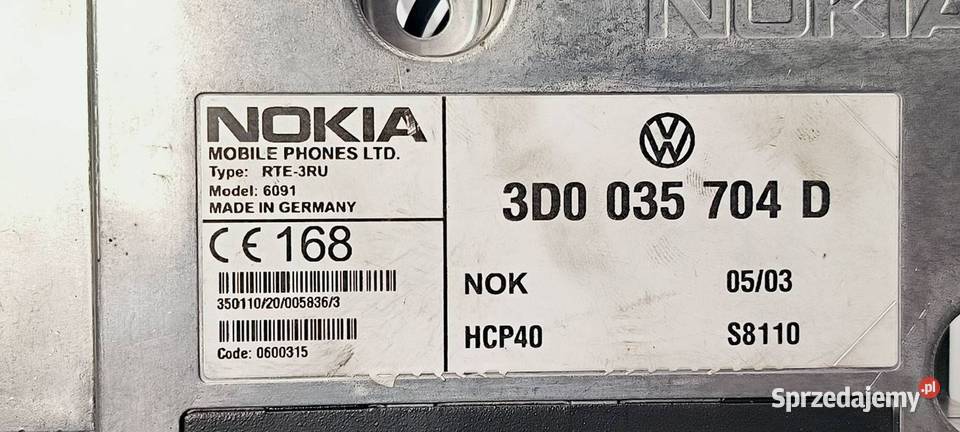 NOKIA
NOKIA
MOBILE PHONES LTD.
Type: RTE-3RU
Model: 6091
MADE IN GERMANY
CE 168
350110/20/005836/3
Code: 0600315
VW
3D0 035 704 D
NOK 05/03
HCP40 S8110
Sprzedajemy.pl